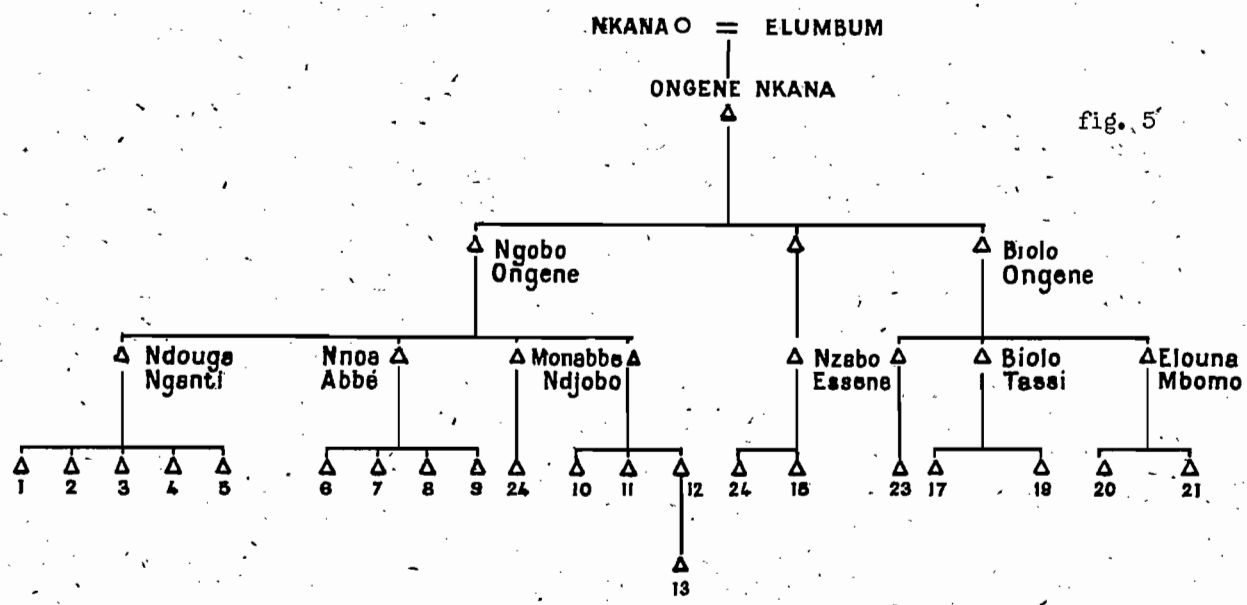 NKANA = ELUMBUM
ONGENE NKANA
fig. 5
Ngobo
Ongene
Biolo
Ongene
Ndouga
Nganti
Nnoa
Abbé
Monabbe
Ndjobo
Nzabo
Essene
Biolo
Tassi
Elouna
Mbomo
1 2 3 4 5 6 7 8 9 24 10 11 12 24 15 23 17 19 20 21
13